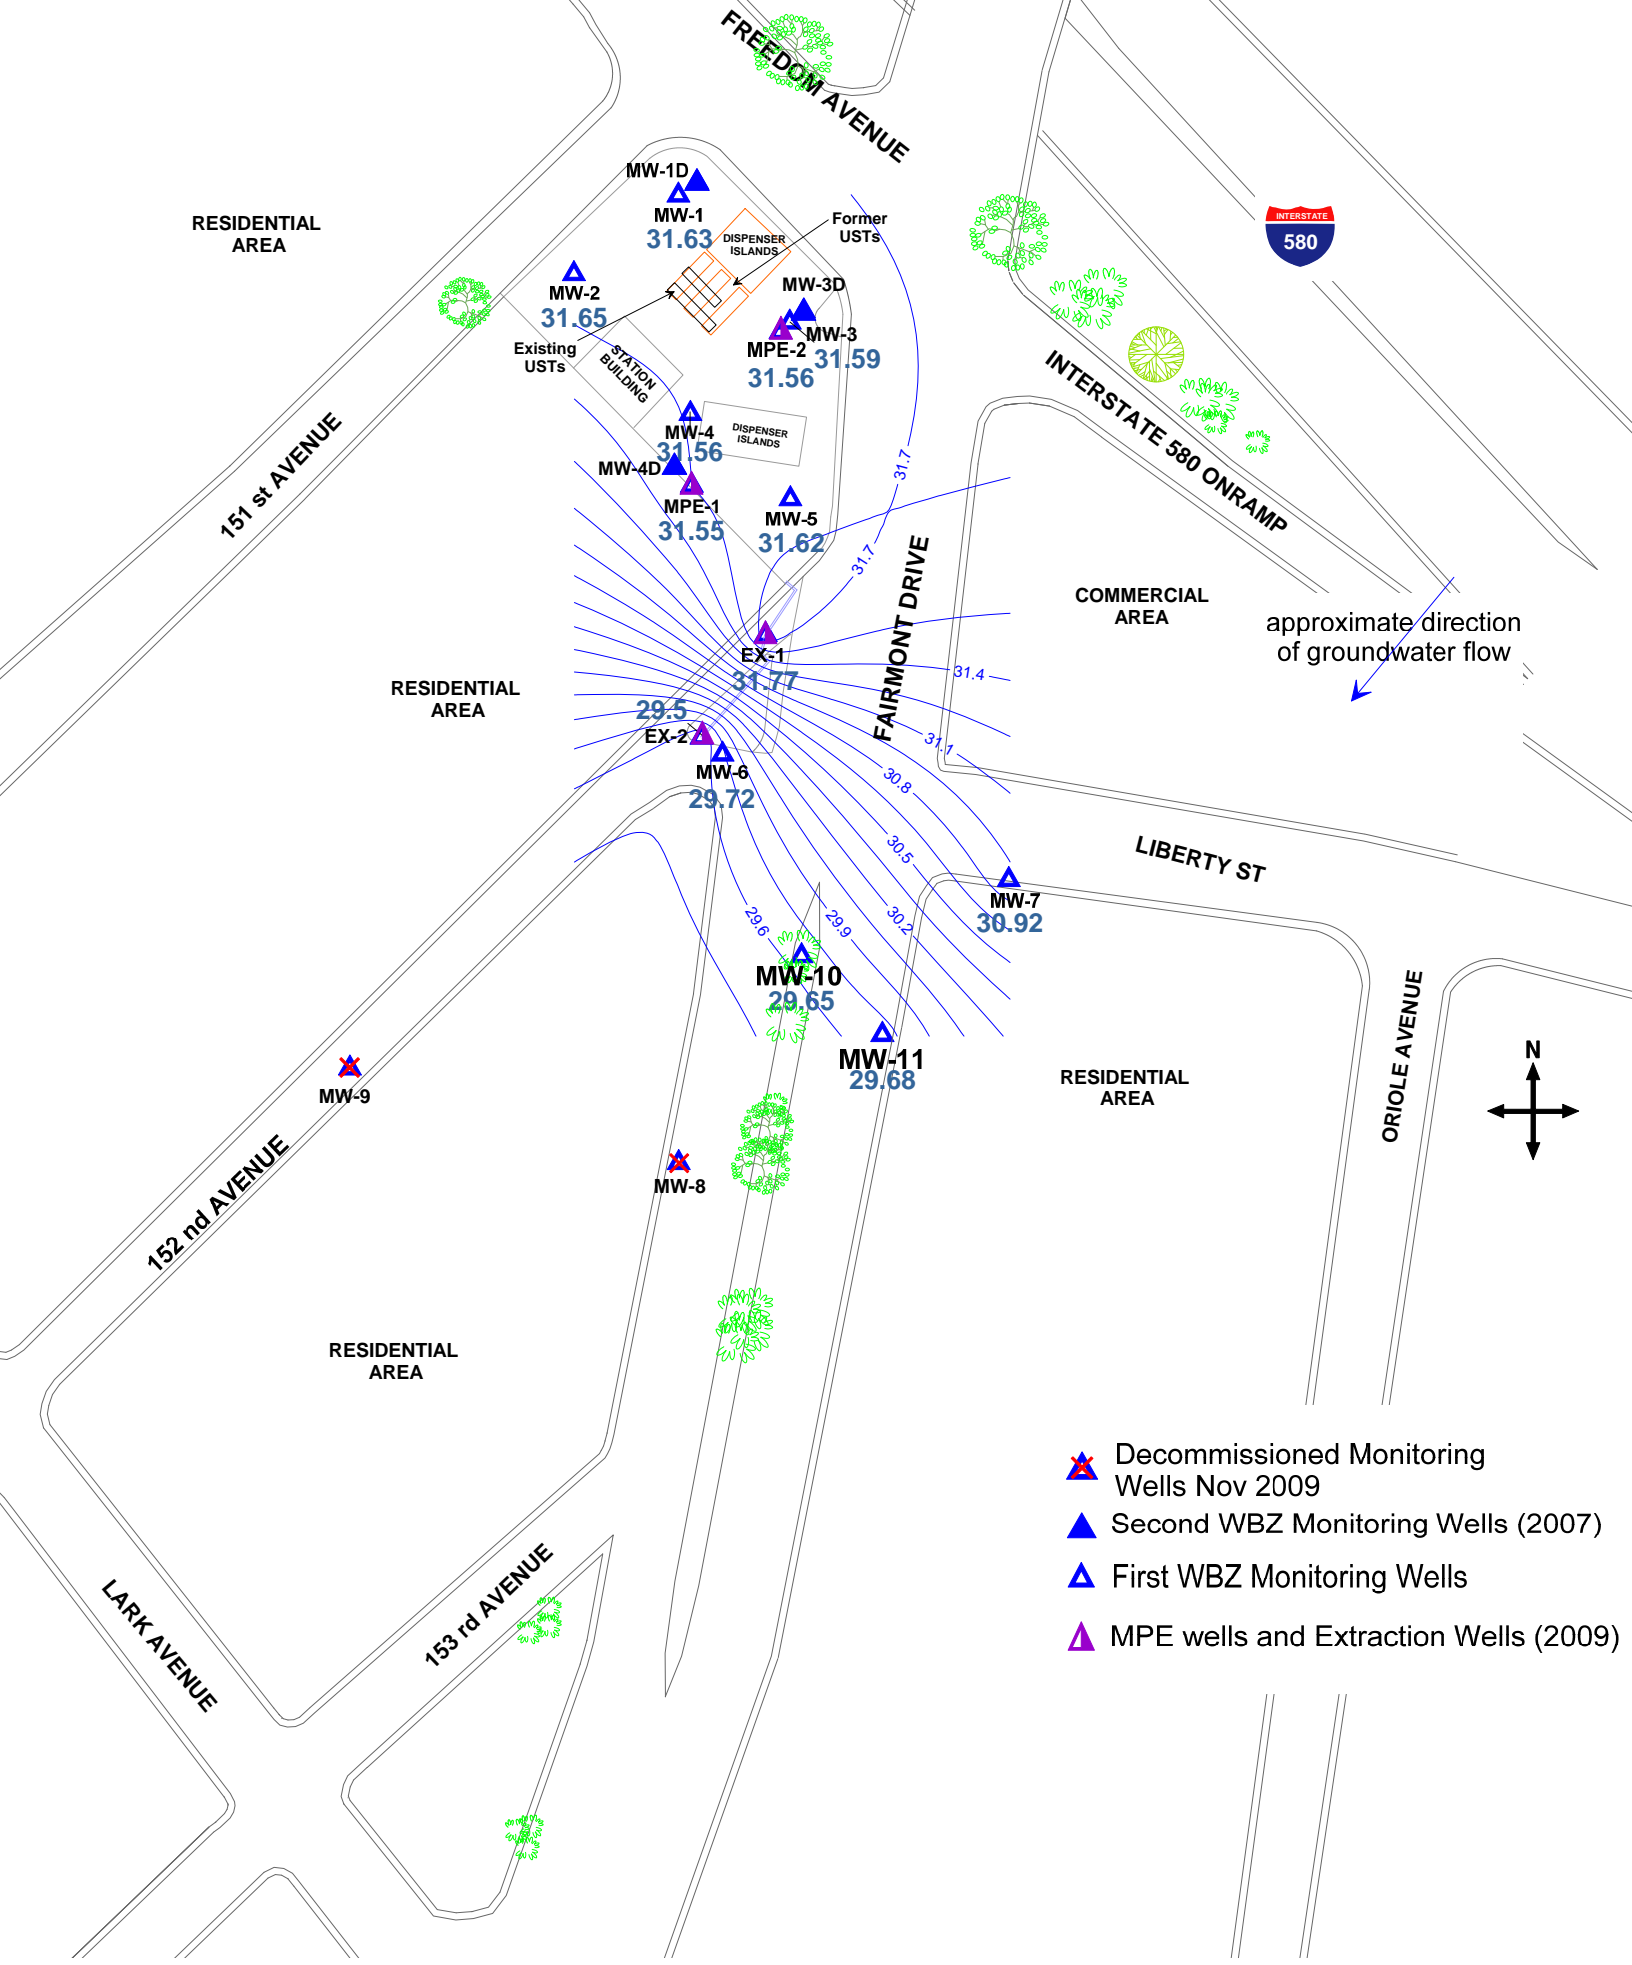 FREEDOM AVENUE
MW-1D
MW-1
31.63
RESIDENTIAL
AREA
Former
USTs
DISPENSER
ISLANDS
INTERSTATE
580
MW-2
31.65
MW-3D
MW-3
31.59
MPE-2
31.56
Existing
USTs
STATION
BUILDING
INTERSTATE 580 ONRAMP
MW-4
31.56
DISPENSER
ISLANDS
MW-4D
MPE-1
31.55
MW-5
31.62
31.7
31.7
151 st AVENUE
FAIRMONT DRIVE
COMMERCIAL
AREA
approximate direction
of groundwater flow
EX-1
31.77
31.4
RESIDENTIAL
AREA
29.5
EX-2
MW-6
29.72
31.1
30.8
30.5
30.2
29.9
29.6
LIBERTY ST
MW-7
30.92
MW-10
29.65
MW-11
29.68
RESIDENTIAL
AREA
ORIOLE AVENUE
N
MW-9
MW-8
152 nd AVENUE
RESIDENTIAL
AREA
Decommissioned Monitoring
Wells Nov 2009
Second WBZ Monitoring Wells (2007)
First WBZ Monitoring Wells
MPE wells and Extraction Wells (2009)
LARK AVENUE
153 rd AVENUE